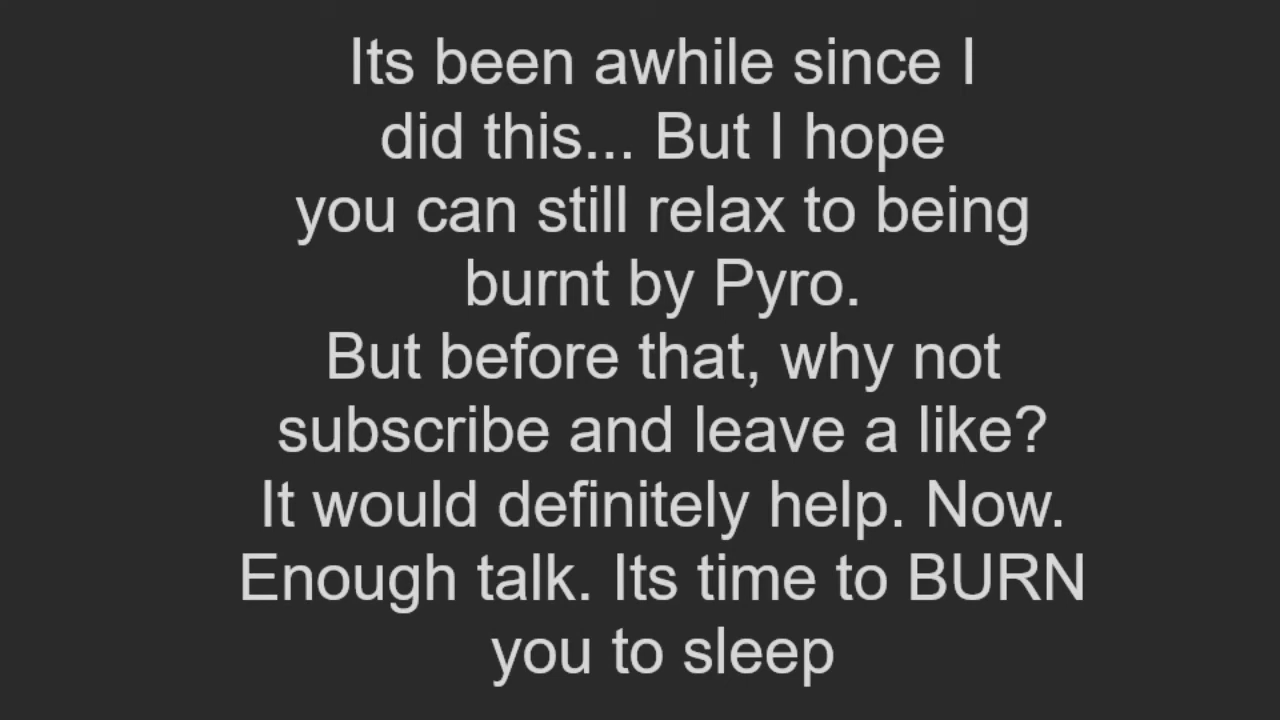 Its been awhile since I
did this... But I hope
you can still relax to being
burnt by Pyro.
But before that, why not
subscribe and leave a like?
It would definitely help. Now.
Enough talk. Its time to BURN
you to sleep